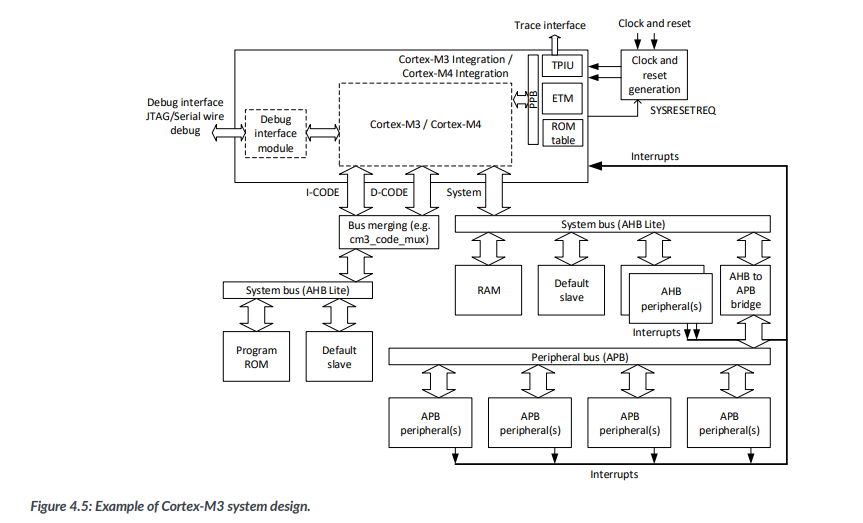 Trace interface
Clock and reset
Cortex-M3 Integration /
Cortex-M4 Integration
TPIU
Clock and
reset
generation
PPB
ETM
Debug interface
JTAG/Serial wire
debug
Debug
interface
module
Cortex-M3 / Cortex-M4
SYSRESETREQ
ROM
table
Interrupts
I-CODE
D-CODE
System
Bus merging (e.g.
cm3_code_mux)
System bus (AHB Lite)
RAM
Default
slave
AHB
peripheral(s)
AHB to
APB
bridge
System bus (AHB Lite)
Interrupts
Program
ROM
Default
slave
Peripheral bus (APB)
APB
peripheral(s)
APB
peripheral(s)
APB
peripheral(s)
APB
peripheral(s)
Interrupts
Figure 4.5: Example of Cortex-M3 system design.